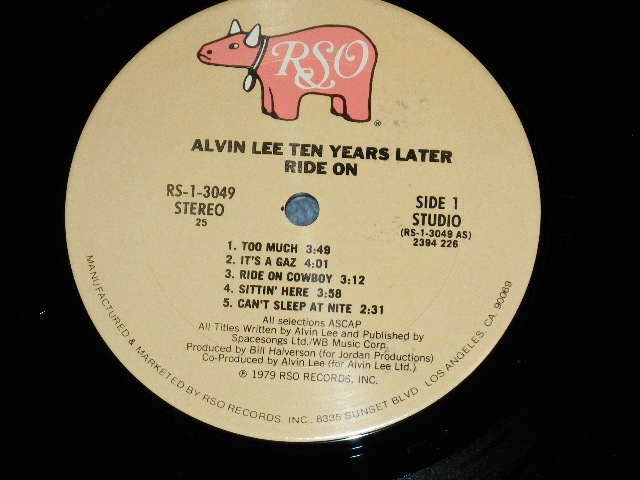 RSO
®
ALVIN LEE TEN YEARS LATER
RIDE ON
RS-1-3049
STEREO
25
SIDE 1
STUDIO
(RS-1-3049 AS)
2394 226
1. TOO MUCH 3:49
2. IT'S A GAZ 4:01
3. RIDE ON COWBOY 3:12
4. SITTIN' HERE 3:58
5. CAN'T SLEEP AT NITE 2:31
All selections ASCAP
All Titles Written by Alvin Lee and Published by
Spacesongs Ltd./WB Music Corp.
Produced by Bill Halverson (for Jordan Productions)
Co-Produced by Alvin Lee (for Alvin Lee Ltd.)
℗ 1979 RSO RECORDS, INC.
MANUFACTURED & MARKETED BY RSO RECORDS, INC., 8335 SUNSET BLVD., LOS ANGELES, CA. 90069